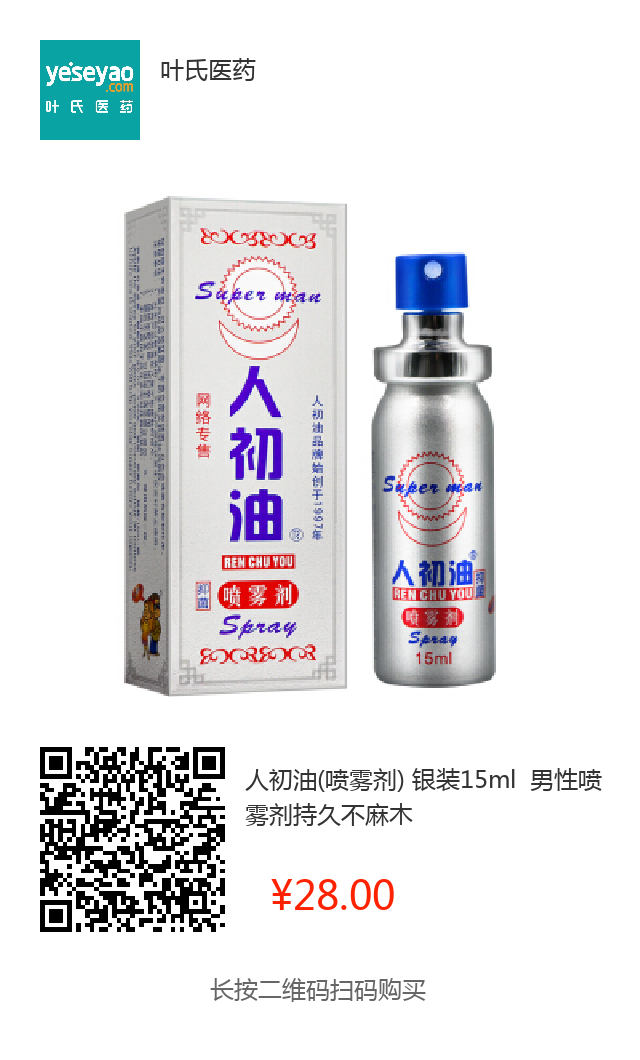 yeseyao
.com
叶氏医药
叶氏医药
Super man
人初油®
网络专售
人初油品牌始创于1997年
REN CHU YOU
抑菌
喷雾剂
Spray
Super man
人初油®
抑菌
REN CHU YOU
喷雾剂
Spray
15ml
人初油(喷雾剂) 银装15ml 男性喷
雾剂持久不麻木
¥28.00
长按二维码扫码购买